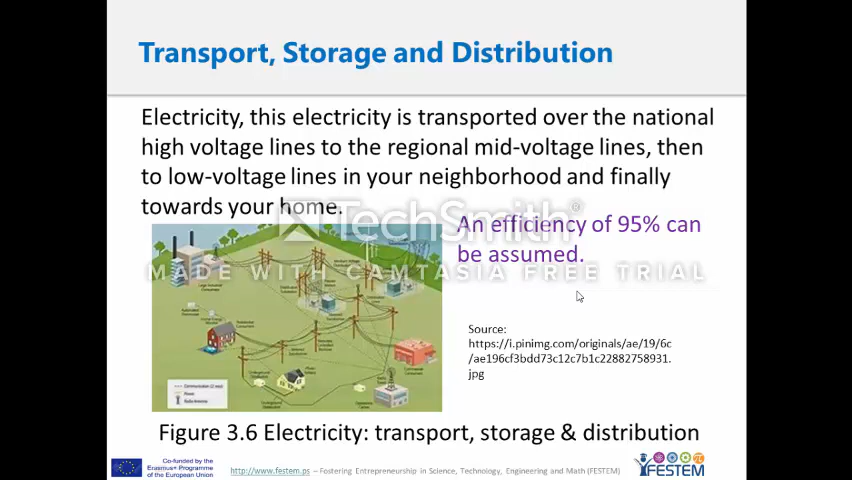 Transport, Storage and Distribution
Electricity, this electricity is transported over the national
high voltage lines to the regional mid-voltage lines, then
to low-voltage lines in your neighborhood and finally
towards your home.
TechSmith®
An efficiency of 95% can
be assumed.
MADE WITH CAMTASIA FREE TRIAL
Source:
https://i.pinimg.com/originals/ae/19/6c
/ae196cf3bdd73c12c7b1c22882758931.
jpg
Figure 3.6 Electricity: transport, storage & distribution
Co-funded by the
Erasmus+ Programme
of the European Union
http://www.festem.ps – Fostering Entrepreneurship in Science, Technology, Engineering and Math (FESTEM)
FESTEM